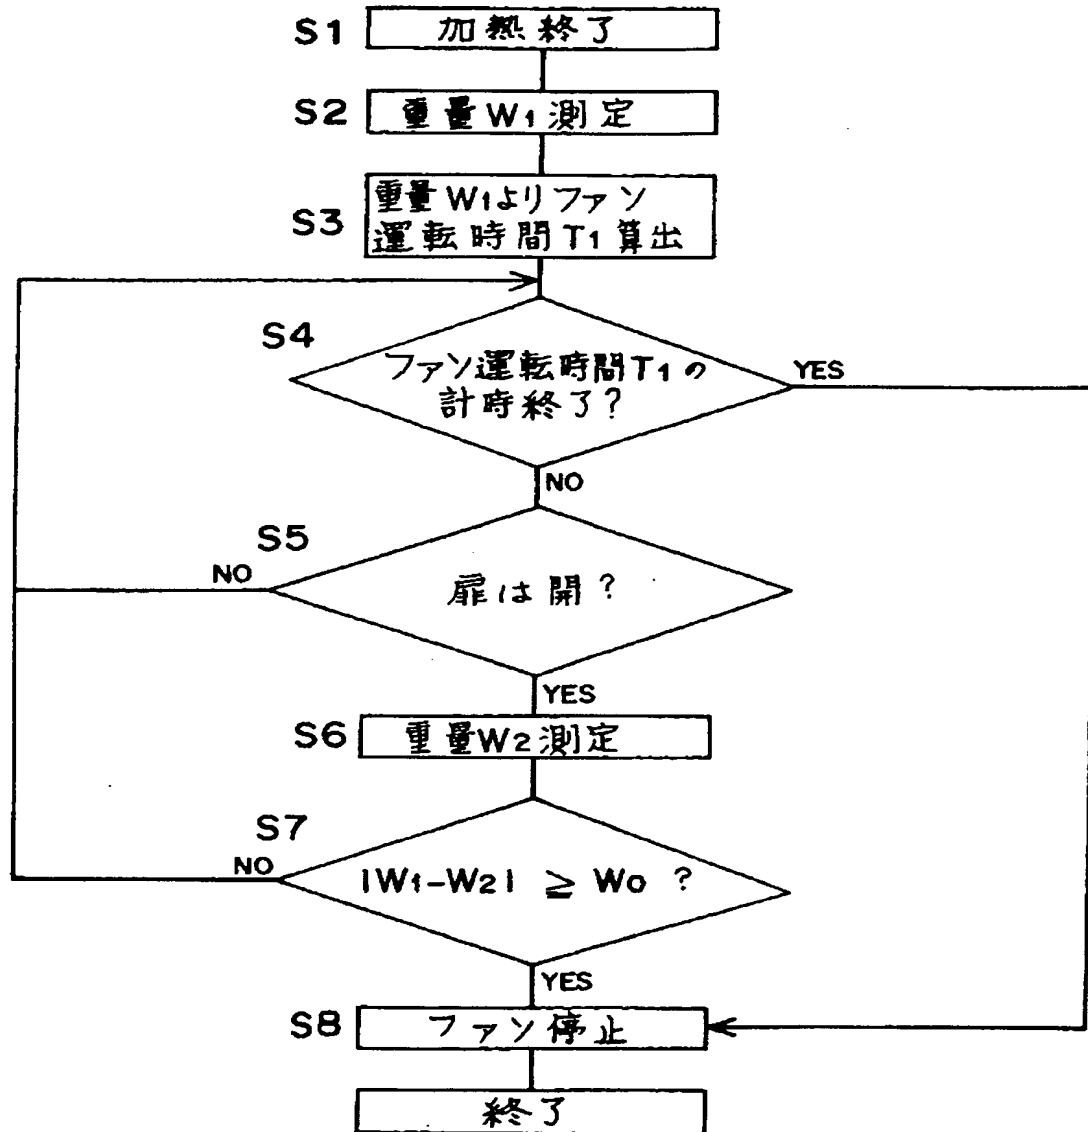 S1 加熱終了
S2 重量W1測定
S3 重量W1よりファン
運転時間T1算出
S4
ファン運転時間T1の
計時終了?
YES
NO
S5
扉は開?
NO
YES
S6 重量W2測定
S7
|W1-W2| ≧ W0 ?
NO
YES
S8 ファン停止
終了